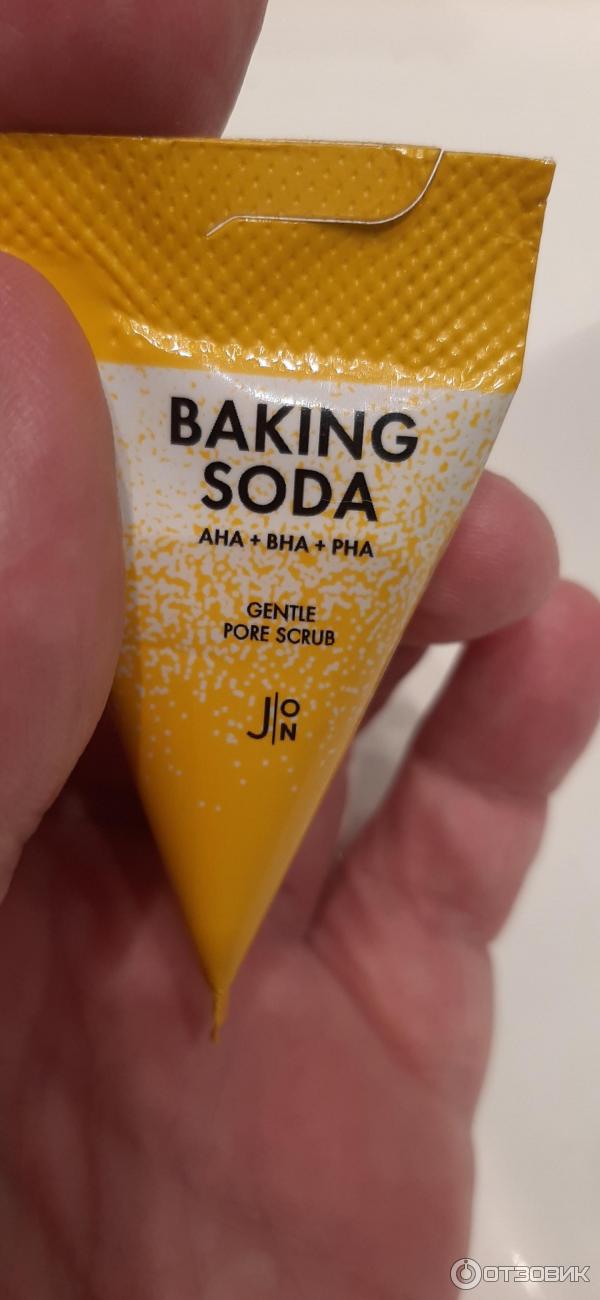 BAKING
SODA
AHA + BHA + PHA
GENTLE
PORE SCRUB
J|ON
ОТЗОВИК